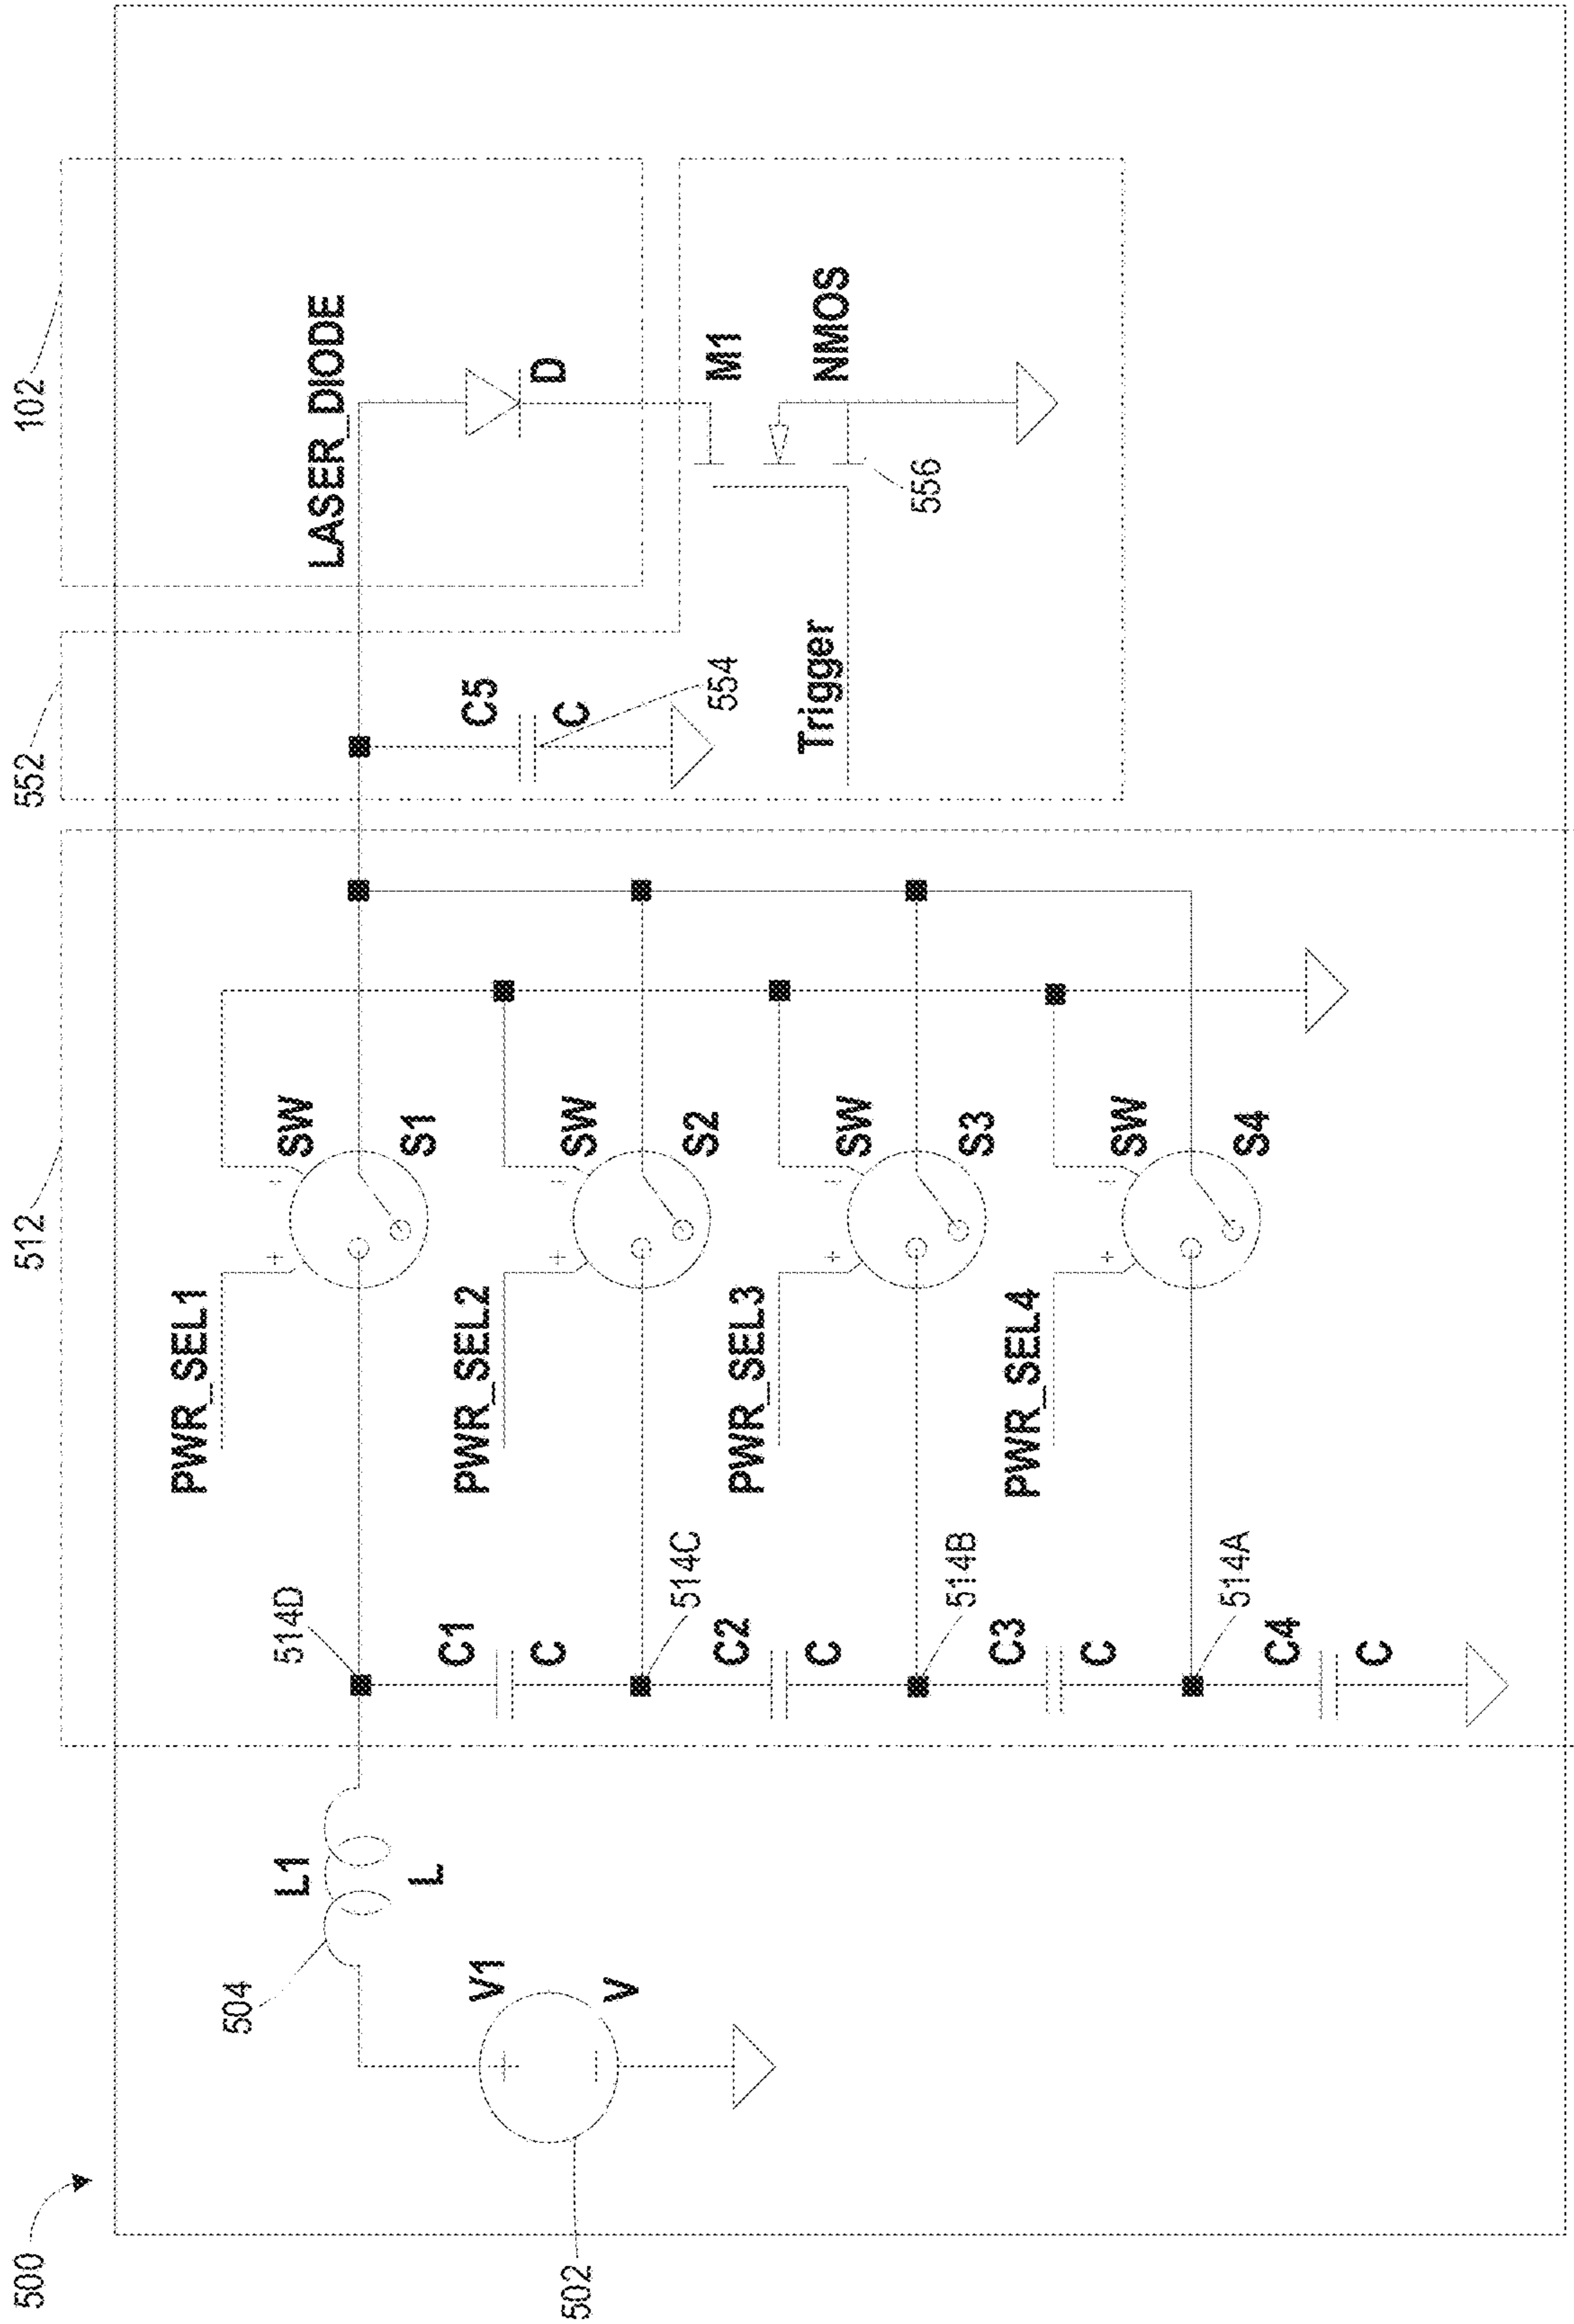 500
512
552
102
504
L1
L
V1
V
502
514D
C1
C
514C
C2
C
514B
C3
C
514A
C4
C
PWR_SEL1
SW
S1
PWR_SEL2
SW
S2
PWR_SEL3
SW
S3
PWR_SEL4
SW
S4
C5
C
554
LASER_DIODE
D
M1
NMOS
Trigger
556